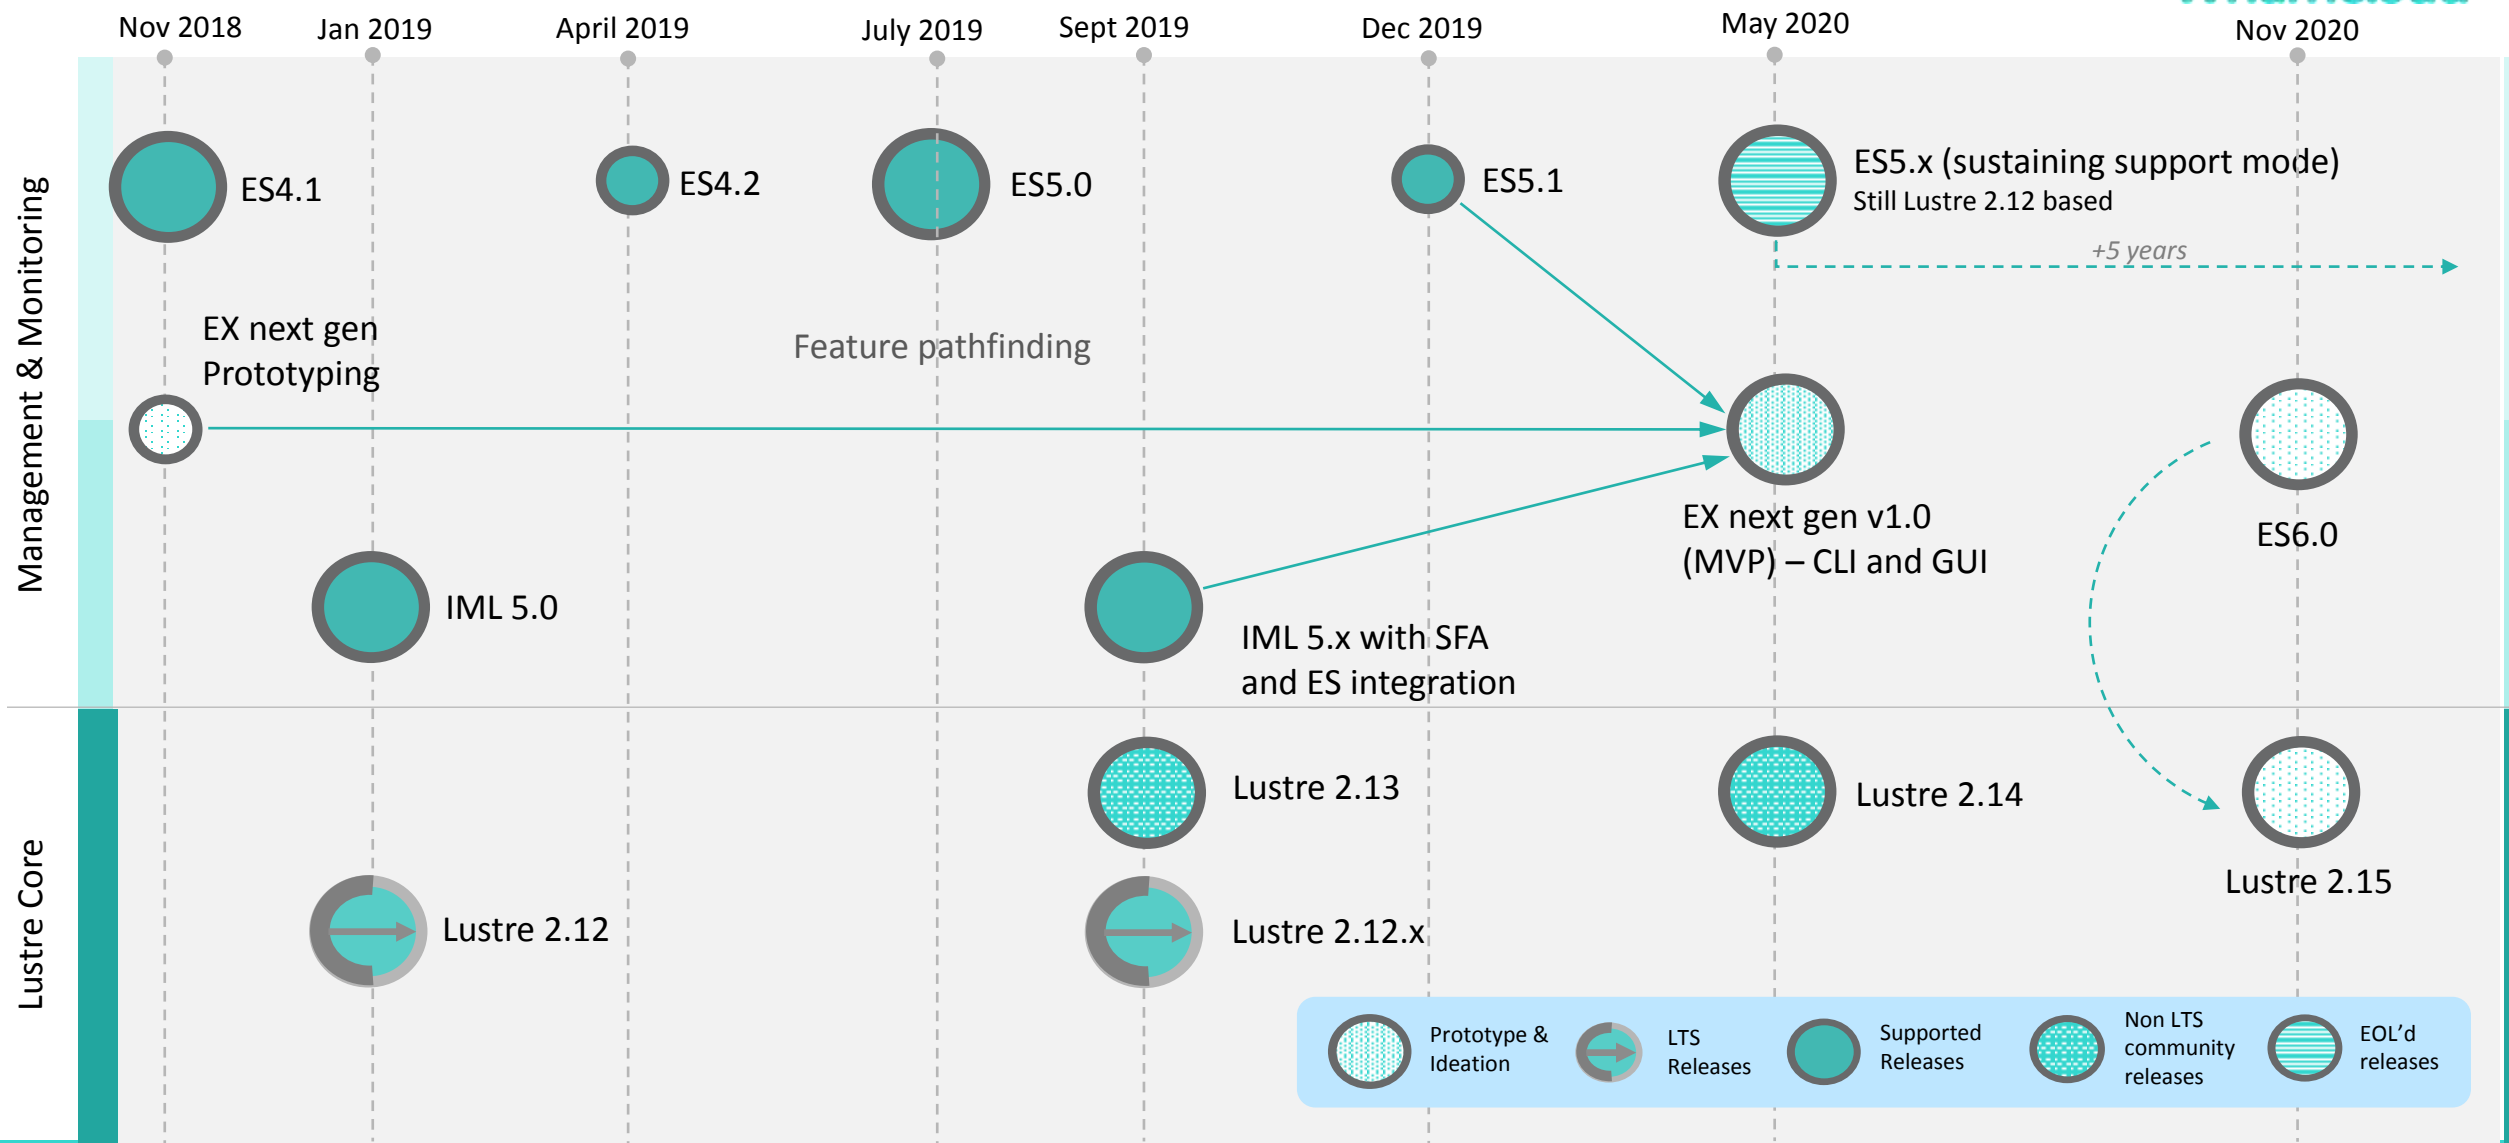 Nov 2018
Jan 2019
April 2019
July 2019
Sept 2019
Dec 2019
May 2020
Nov 2020
Management & Monitoring
ES4.1
ES4.2
ES5.0
ES5.1
ES5.x (sustaining support mode)
Still Lustre 2.12 based
+5 years
EX next gen
Prototyping
Feature pathfinding
EX next gen v1.0
(MVP) – CLI and GUI
ES6.0
IML 5.0
IML 5.x with SFA
and ES integration
Lustre Core
Lustre 2.13
Lustre 2.14
Lustre 2.15
Lustre 2.12
Lustre 2.12.x
Prototype &
Ideation
LTS
Releases
Supported
Releases
Non LTS
community
releases
EOL’d
releases